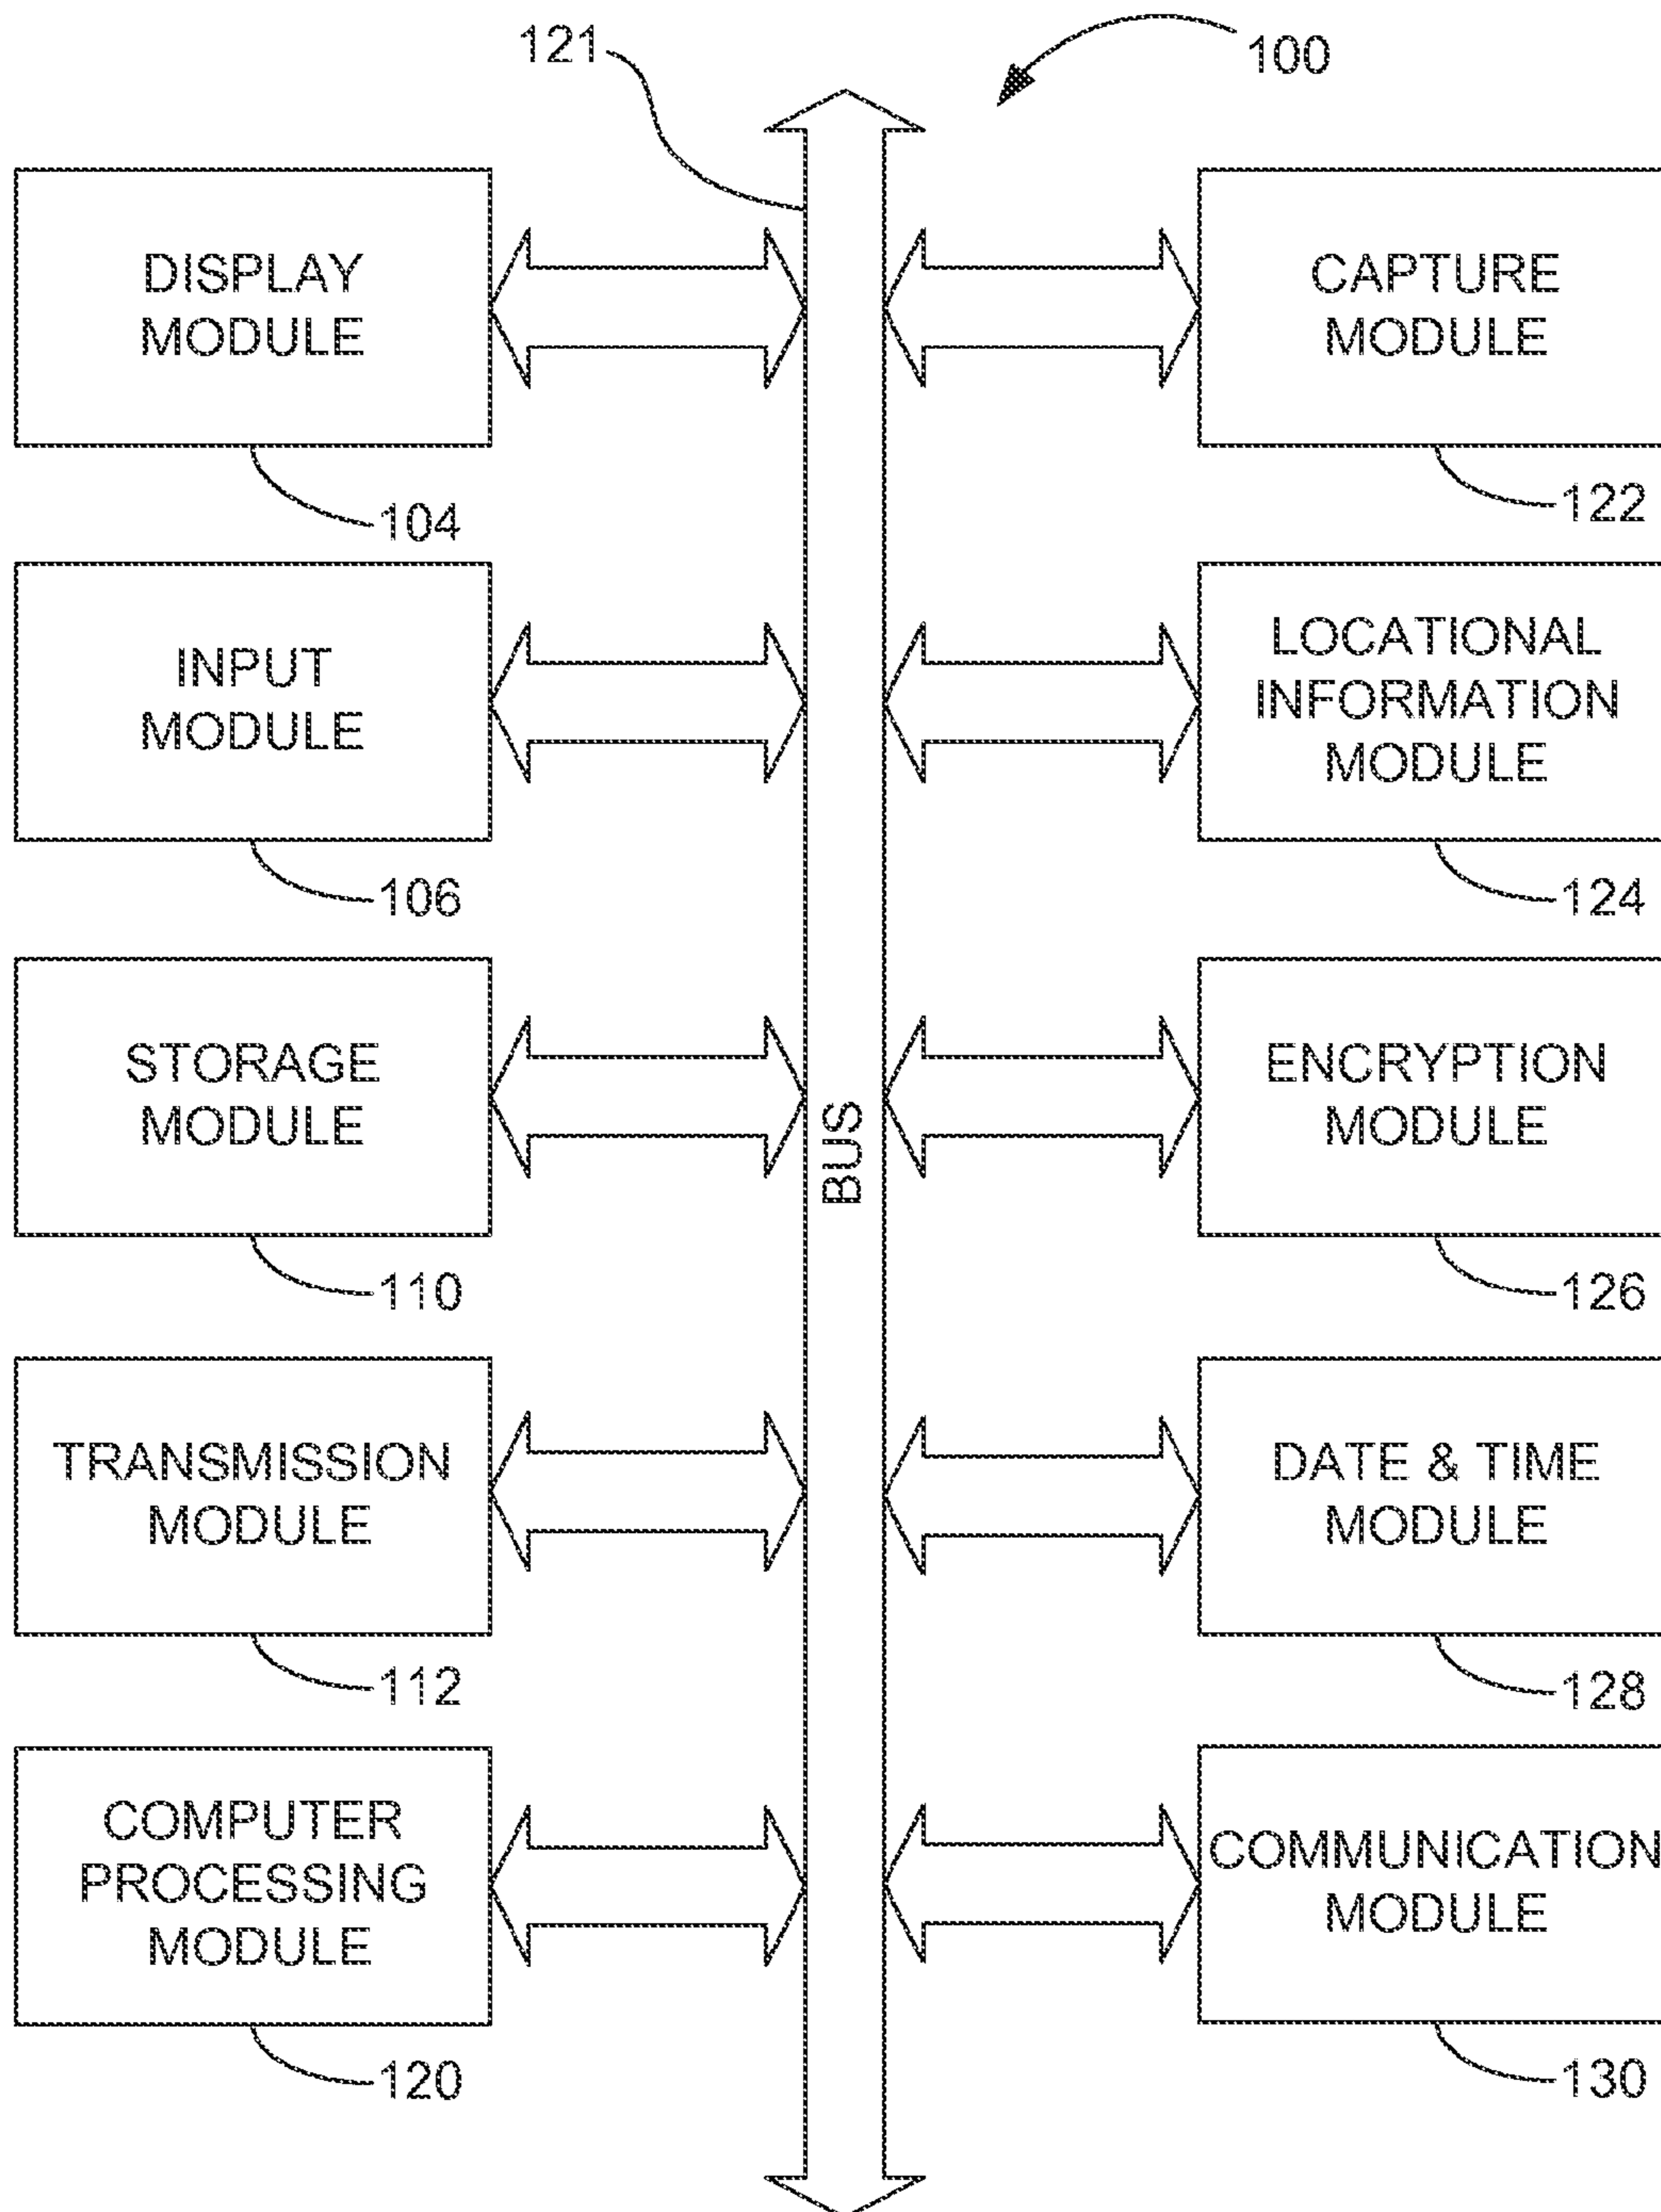 121
100
DISPLAY
MODULE
104
CAPTURE
MODULE
122
INPUT
MODULE
106
LOCATIONAL
INFORMATION
MODULE
124
STORAGE
MODULE
110
BUS
ENCRYPTION
MODULE
126
TRANSMISSION
MODULE
112
DATE & TIME
MODULE
128
COMPUTER
PROCESSING
MODULE
120
COMMUNICATION
MODULE
130